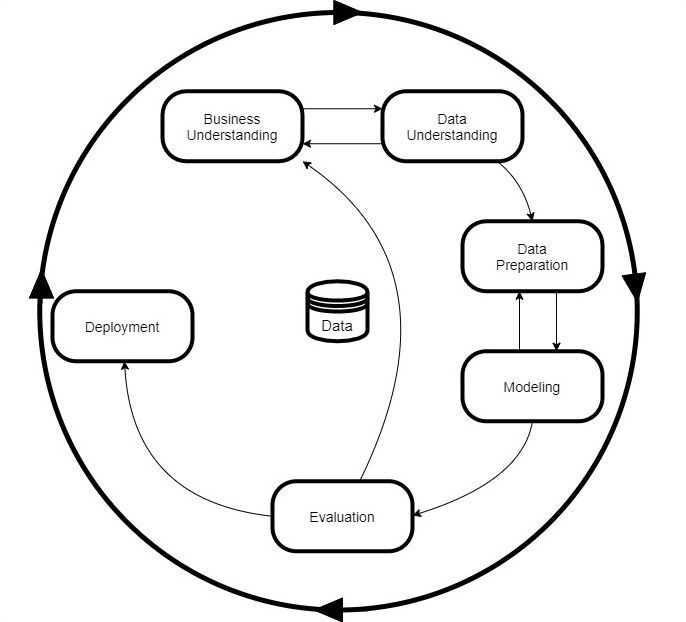 Business
Understanding
Data
Understanding
Data
Preparation
Deployment
Data
Modeling
Evaluation